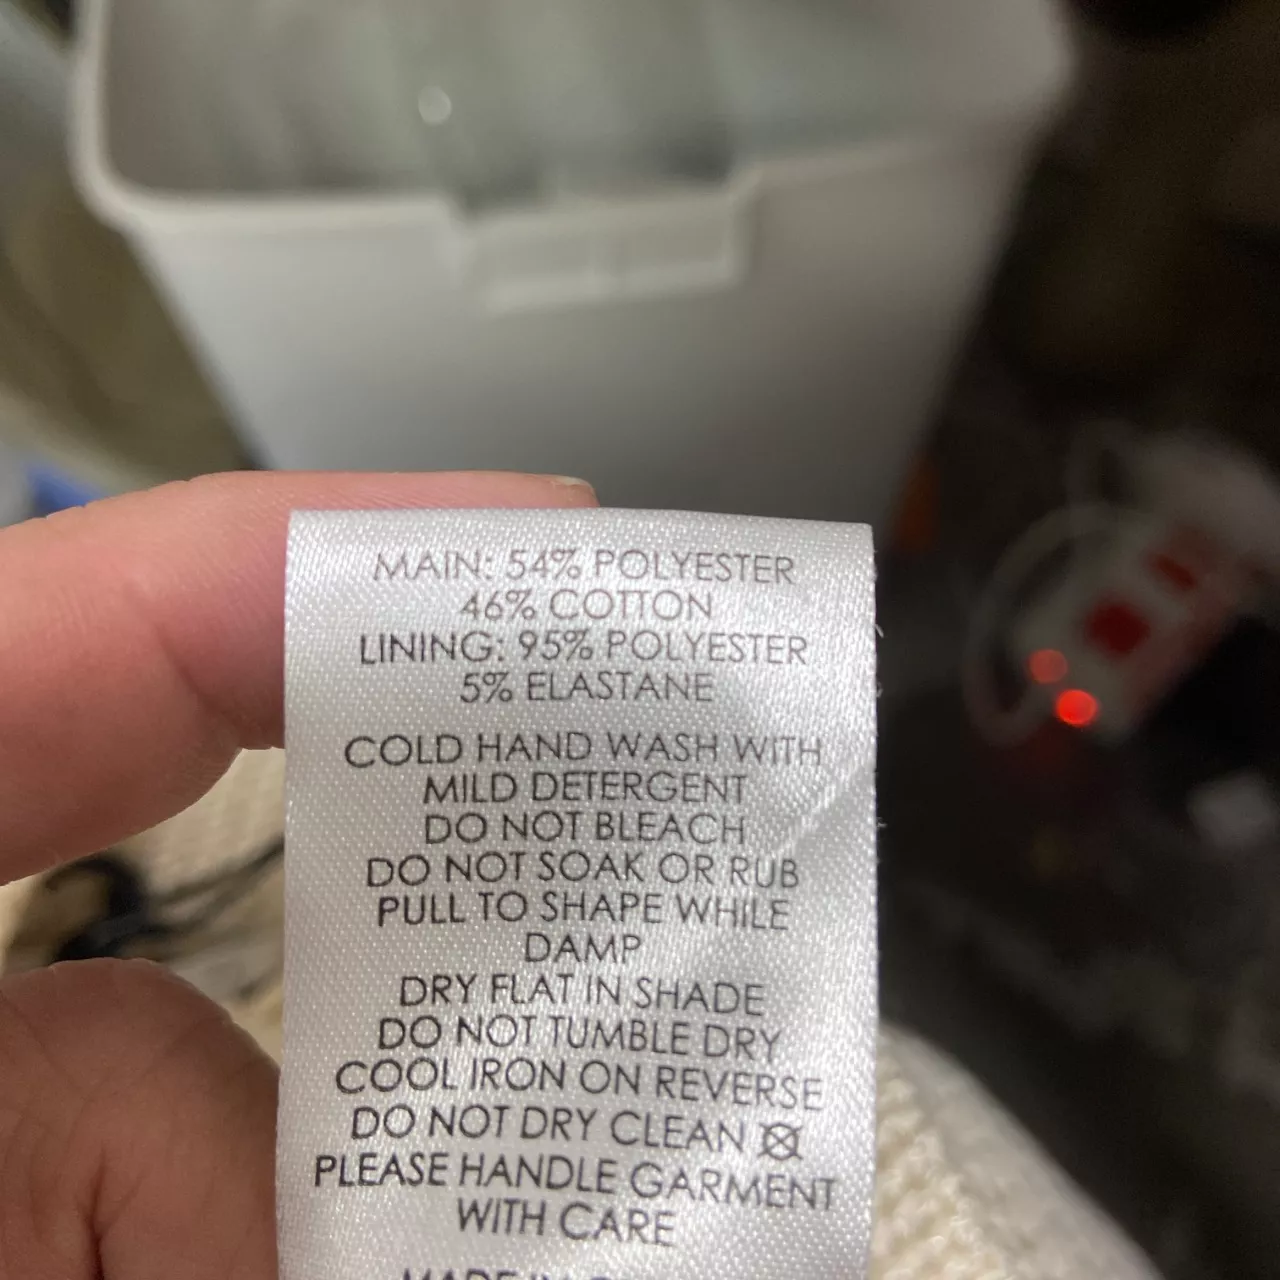 MAIN: 54% POLYESTER
46% COTTON
LINING: 95% POLYESTER
5% ELASTANE
COLD HAND WASH WITH
MILD DETERGENT
DO NOT BLEACH
DO NOT SOAK OR RUB
PULL TO SHAPE WHILE
DAMP
DRY FLAT IN SHADE
DO NOT TUMBLE DRY
COOL IRON ON REVERSE
DO NOT DRY CLEAN
PLEASE HANDLE GARMENT
WITH CARE
MADE IN